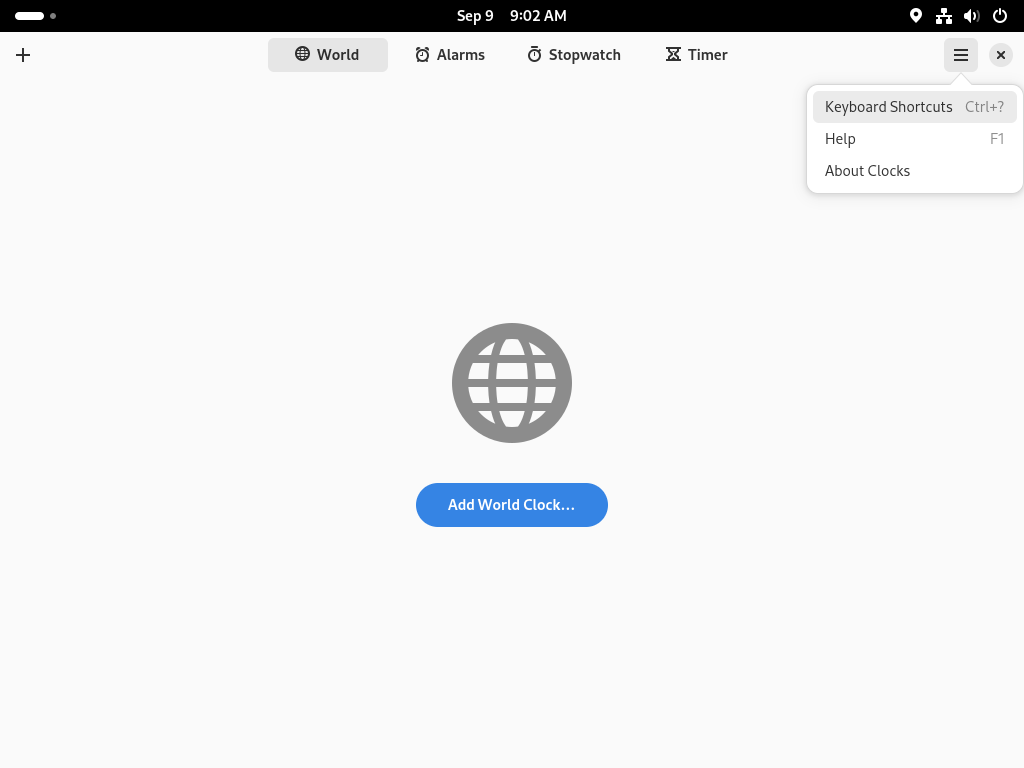 Sep 9 9:02 AM
World Alarms Stopwatch Timer
Keyboard Shortcuts Ctrl+?
Help F1
About Clocks
Add World Clock…